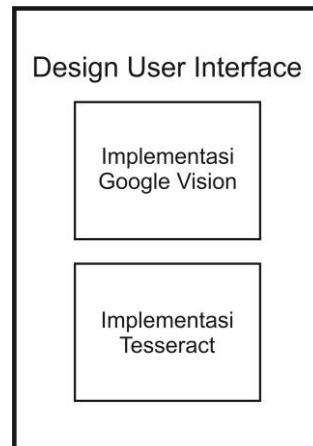 Design User Interface
Implementasi
Google Vision
Implementasi
Tesseract